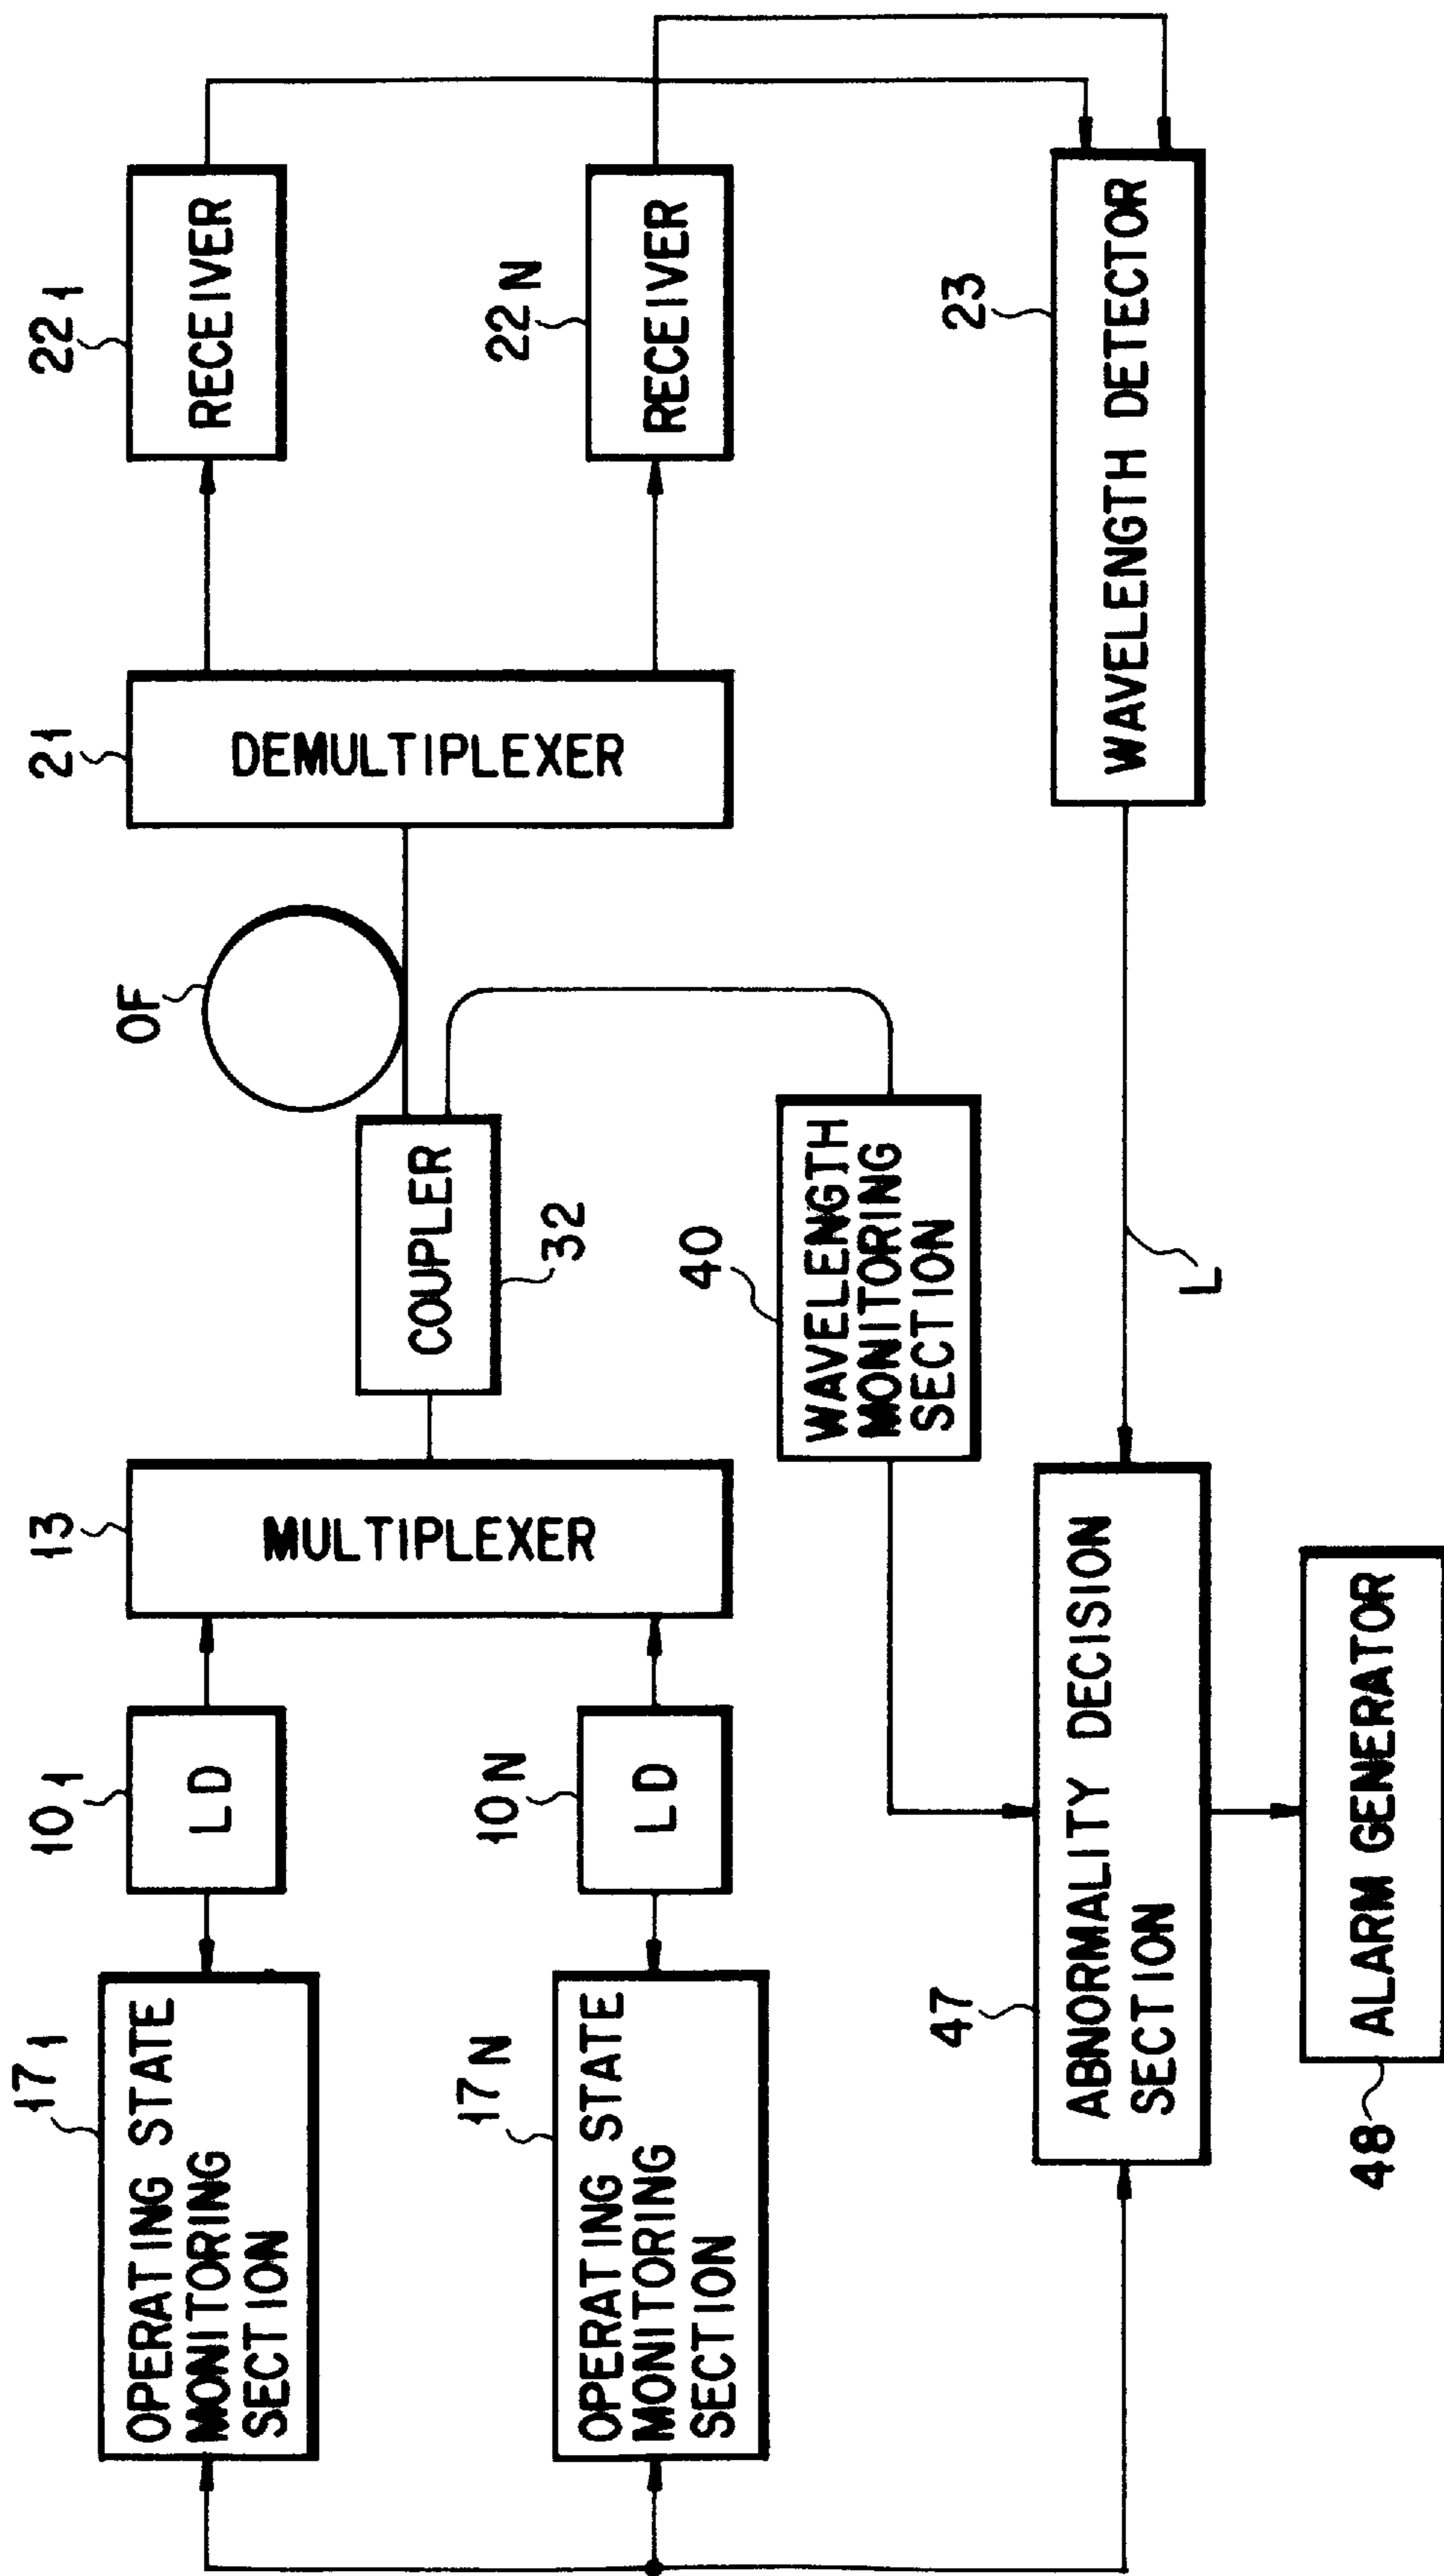 17₁
OPERATING STATE
MONITORING
SECTION
10₁
LD
13
MULTIPLEXER
OF
21
DEMULTIPLEXER
22₁
RECEIVER
17N
OPERATING STATE
MONITORING
SECTION
10N
LD
COUPLER
32
22N
RECEIVER
40
WAVELENGTH
MONITORING
SECTION
47
ABNORMALITY DECISION
SECTION
L
23
WAVELENGTH DETECTOR
48
ALARM GENERATOR